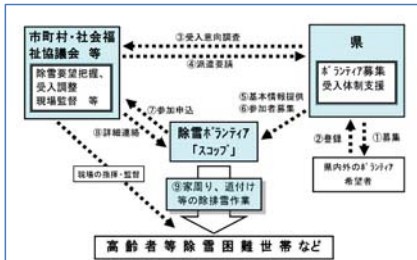 市町村・社会福
祉協議会 等
除雪要望把握、
受入調整
現場監督 等
③受入意向調査
④派遣要請
県
ボランティア募集
受入体制支援
⑤基本情報提供
⑥参加者募集
⑦参加申込
⑧詳細連絡
除雪ボランティア
「スコップ」
②登録
①募集
県内外のボランティア
希望者
現場の指揮・監督
⑨家周り、道付け
等の除排雪作業
高齢者等除雪困難世帯など